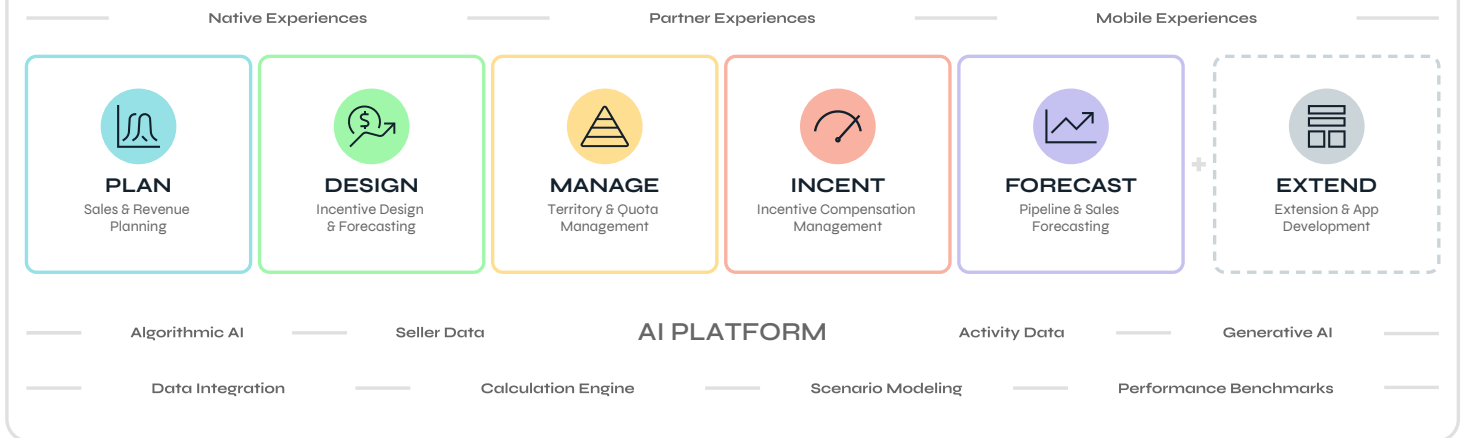 Native Experiences
Partner Experiences
Mobile Experiences
PLAN
Sales & Revenue
Planning
DESIGN
Incentive Design
& Forecasting
MANAGE
Territory & Quota
Management
INCENT
Incentive Compensation
Management
FORECAST
Pipeline & Sales
Forecasting
+
EXTEND
Extension & App
Development
Algorithmic AI
Seller Data
AI PLATFORM
Activity Data
Generative AI
Data Integration
Calculation Engine
Scenario Modeling
Performance Benchmarks